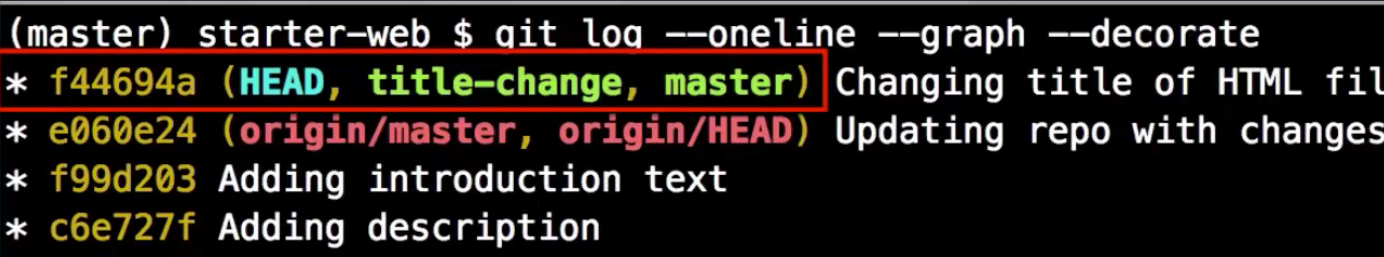 (master) starter-web $ git log --oneline --graph --decorate
* f44694a (HEAD, title-change, master) Changing title of HTML fil
* e060e24 (origin/master, origin/HEAD) Updating repo with changes
* f99d203 Adding introduction text
* c6e727f Adding description